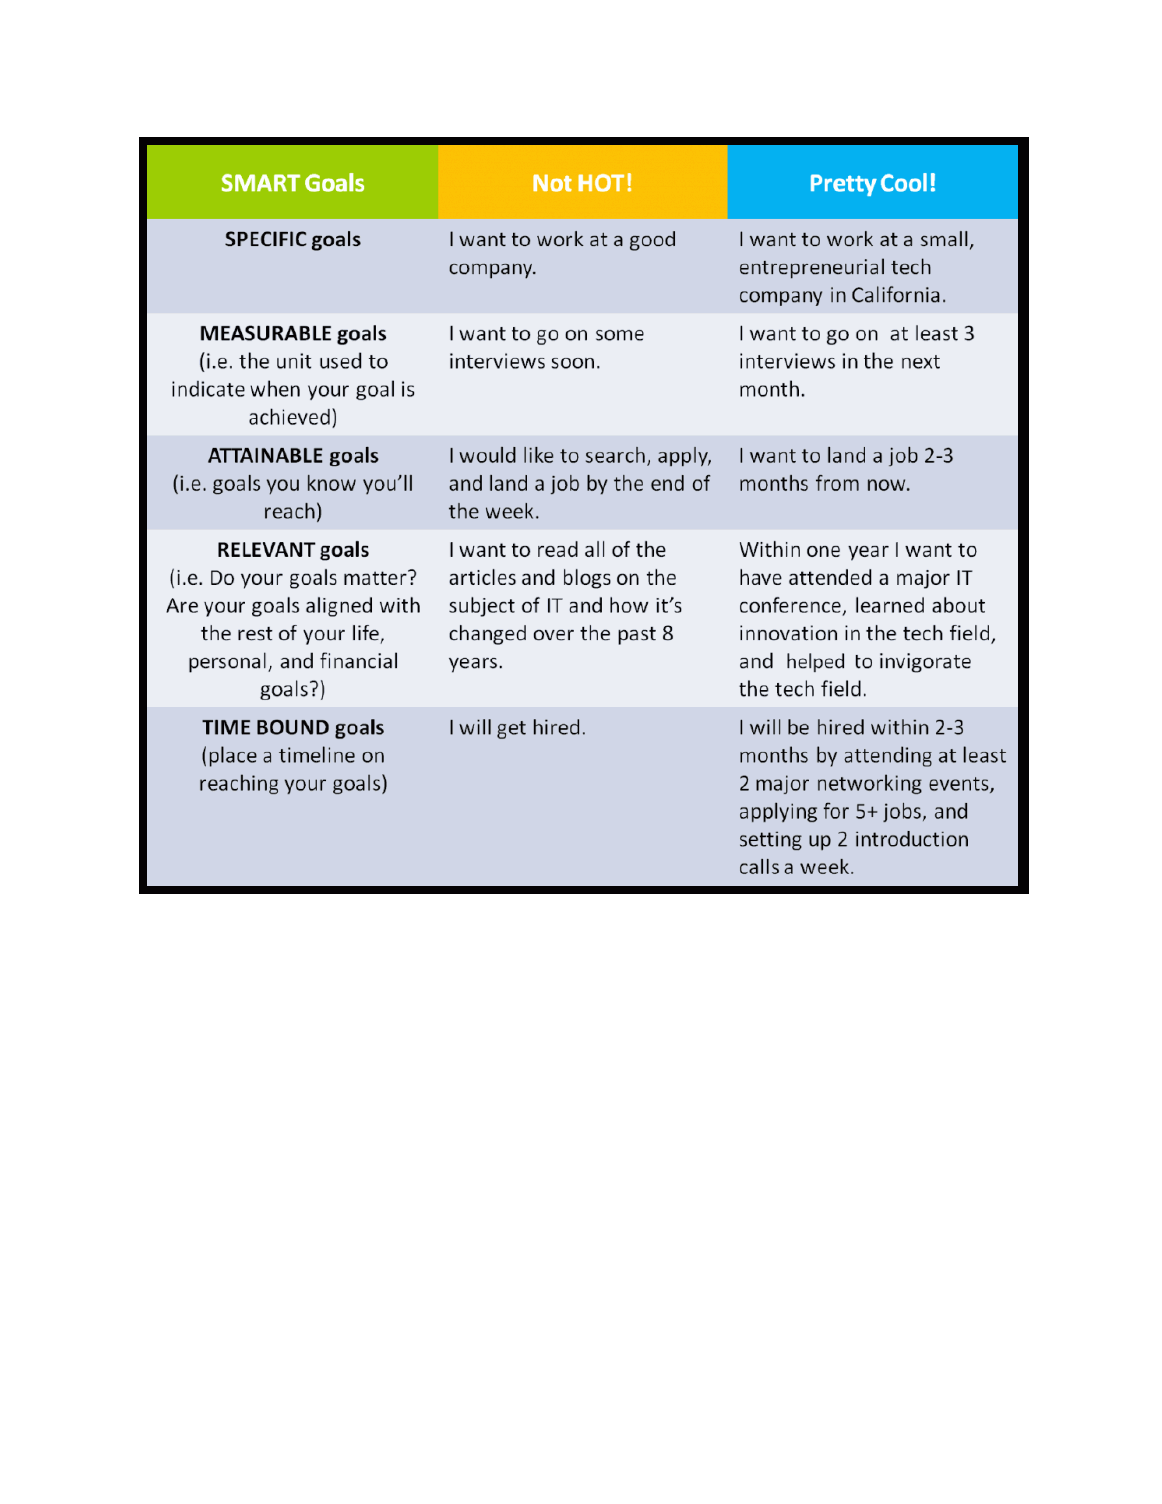 SMART Goals
Not HOT!
Pretty Cool!
SPECIFIC goals
I want to work at a good
company.
I want to work at a small,
entrepreneurial tech
company in California.
MEASURABLE goals
(i.e. the unit used to
indicate when your goal is
achieved)
I want to go on some
interviews soon.
I want to go on at least 3
interviews in the next
month.
ATTAINABLE goals
(i.e. goals you know you'll
reach)
I would like to search, apply,
and land a job by the end of
the week.
I want to land a job 2-3
months from now.
RELEVANT goals
(i.e. Do your goals matter?
Are your goals aligned with
the rest of your life,
personal, and financial
goals?)
I want to read all of the
articles and blogs on the
subject of IT and how it's
changed over the past 8
years.
Within one year I want to
have attended a major IT
conference, learned about
innovation in the tech field,
and helped to invigorate
the tech field.
TIME BOUND goals
(place a timeline on
reaching your goals)
I will get hired.
I will be hired within 2-3
months by attending at least
2 major networking events,
applying for 5+ jobs, and
setting up 2 introduction
calls a week.